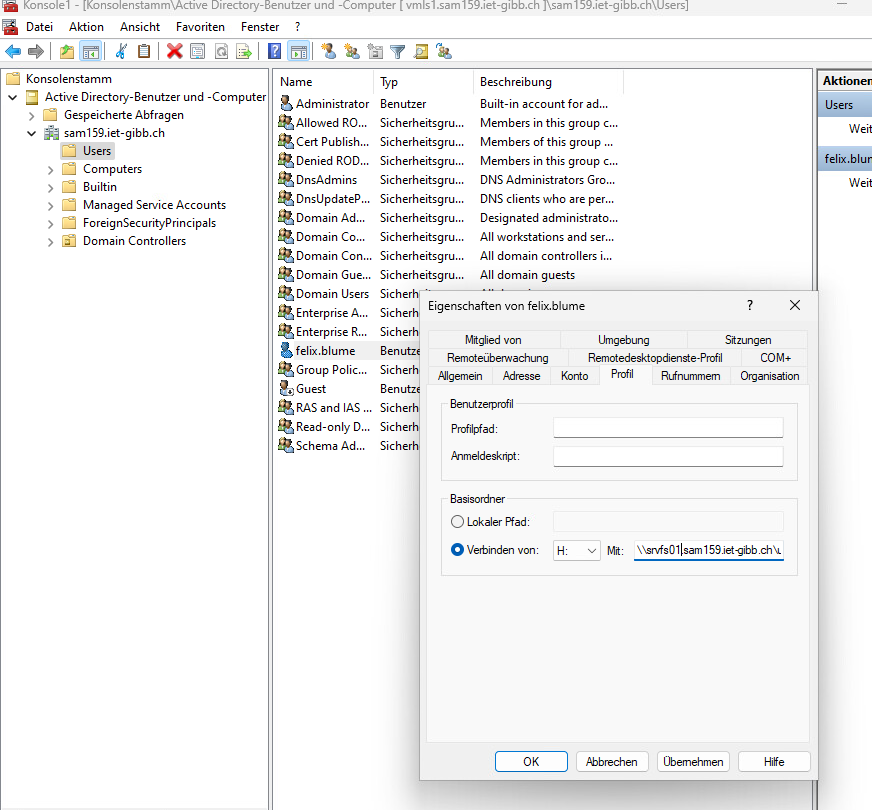 Konsole1 - [Konsolenstamm\Active Directory-Benutzer und -Computer [ vmls1.sam159.iet-gibb.ch ]\sam159.iet-gibb.ch\Users]
Datei Aktion Ansicht Favoriten Fenster ?
Konsolenstamm
Active Directory-Benutzer und -Computer
Gespeicherte Abfragen
sam159.iet-gibb.ch
Users
Computers
Builtin
Managed Service Accounts
ForeignSecurityPrincipals
Domain Controllers
Name Typ Beschreibung
Administrator Benutzer Built-in account for ad...
Allowed RO... Sicherheitsgru... Members in this group c...
Cert Publish... Sicherheitsgru... Members of this group ...
Denied ROD... Sicherheitsgru... Members in this group c...
DnsAdmins Sicherheitsgru... DNS Administrators Gro...
DnsUpdateP... Sicherheitsgru... DNS clients who are per...
Domain Ad... Sicherheitsgru... Designated administrato...
Domain Co... Sicherheitsgru... All workstations and ser...
Domain Con... Sicherheitsgru... All domain controllers i...
Domain Gue... Sicherheitsgru... All domain guests
Domain Users Sicherh
Enterprise A... Sicherh
Enterprise R... Sicherh
felix.blume Benutze
Group Polic... Sicherh
Guest Benutze
RAS and IAS ... Sicherh
Read-only D... Sicherh
Schema Ad... Sicherh
Aktionen
Users
Weit
felix.blum
Weit
Eigenschaften von felix.blume ?
Mitglied von Umgebung Sitzungen
Remoteüberwachung Remotedesktopdienste-Profil COM+
Allgemein Adresse Konto Profil Rufnummern Organisation
Benutzerprofil
Profilpfad:
Anmeldeskript:
Basisordner
Lokaler Pfad:
Verbinden von: H: Mit: \\srvfs01.sam159.iet-gibb.ch\u
OK Abbrechen Übernehmen Hilfe